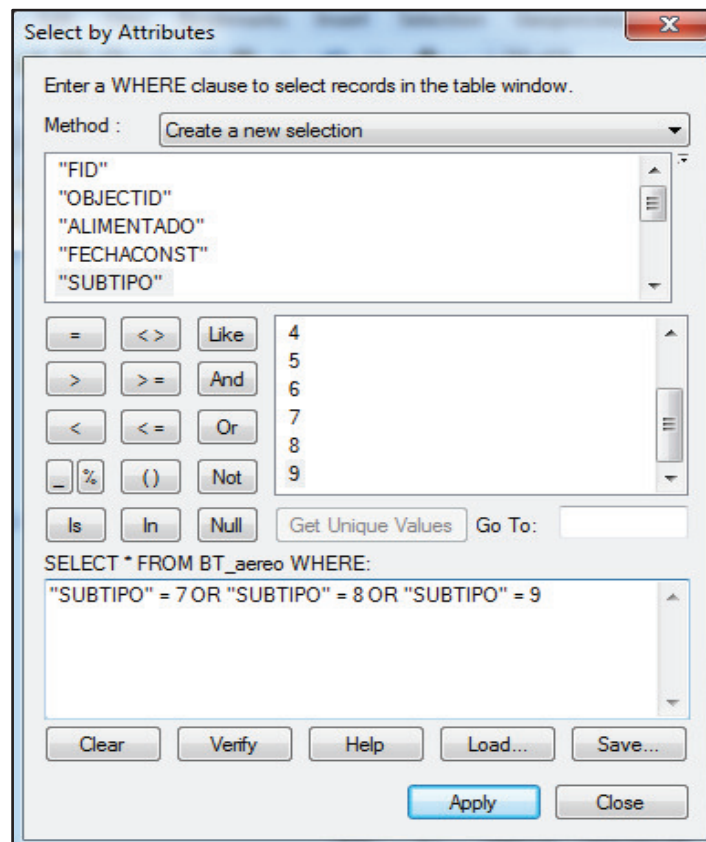 Select by Attributes
X
Enter a WHERE clause to select records in the table window.
Method : Create a new selection
"FID"
"OBJECTID"
"ALIMENTADO"
"FECHACONST"
"SUBTIPO"
= <> Like
> >= And
< <= Or
_ % () Not
Is In Null
4
5
6
7
8
9
Get Unique Values Go To:
SELECT * FROM BT_aereo WHERE:
"SUBTIPO" = 7 OR "SUBTIPO" = 8 OR "SUBTIPO" = 9
Clear Verify Help Load... Save...
Apply Close